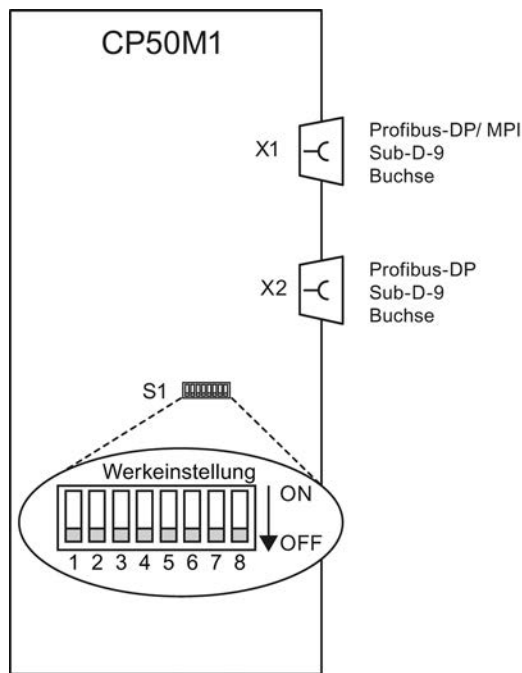 CP50M1
X1
Profibus-DP/ MPI
Sub-D-9
Buchse
X2
Profibus-DP
Sub-D-9
Buchse
S1
Werkeinstellung
ON
OFF
1 2 3 4 5 6 7 8